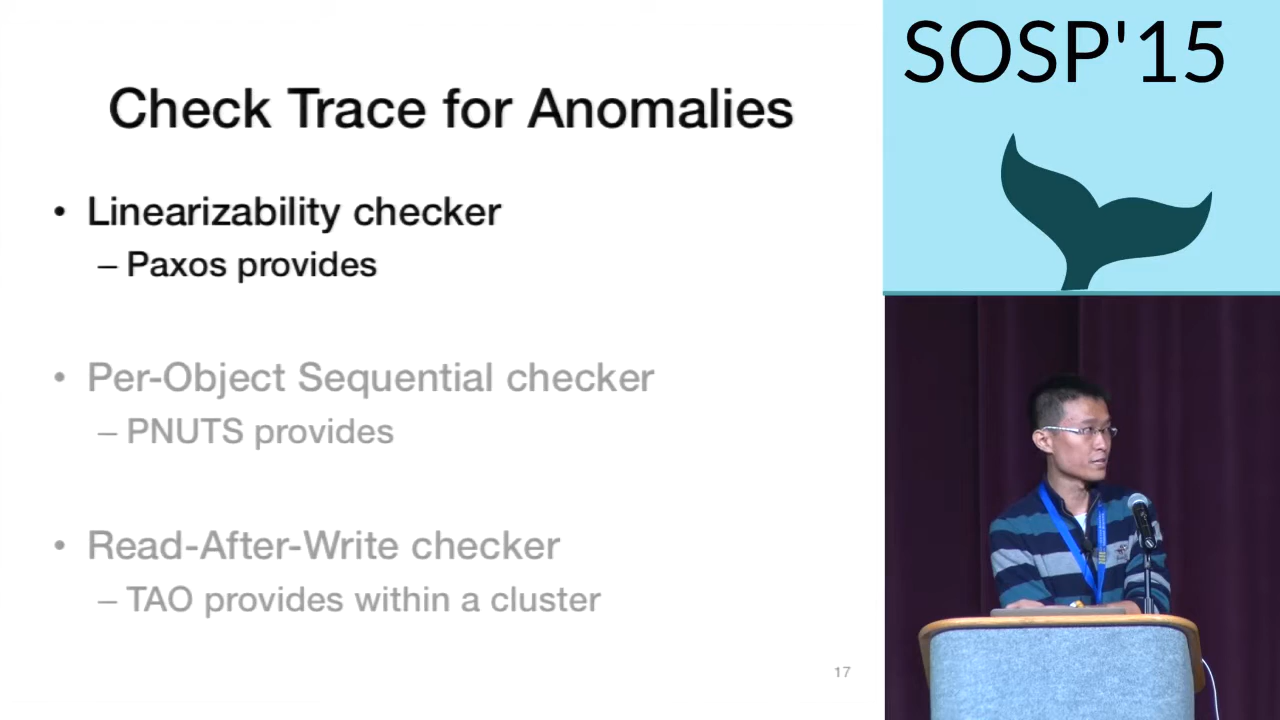 Check Trace for Anomalies
• Linearizability checker
– Paxos provides
• Per-Object Sequential checker
– PNUTS provides
• Read-After-Write checker
– TAO provides within a cluster
17
SOSP'15